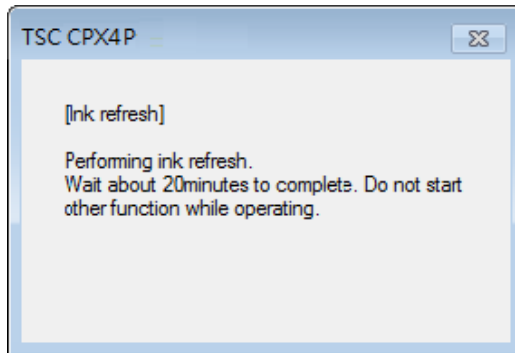 TSC CPX4P
[Ink refresh]
Performing ink refresh.
Wait about 20minutes to complete. Do not start
other function while operating.